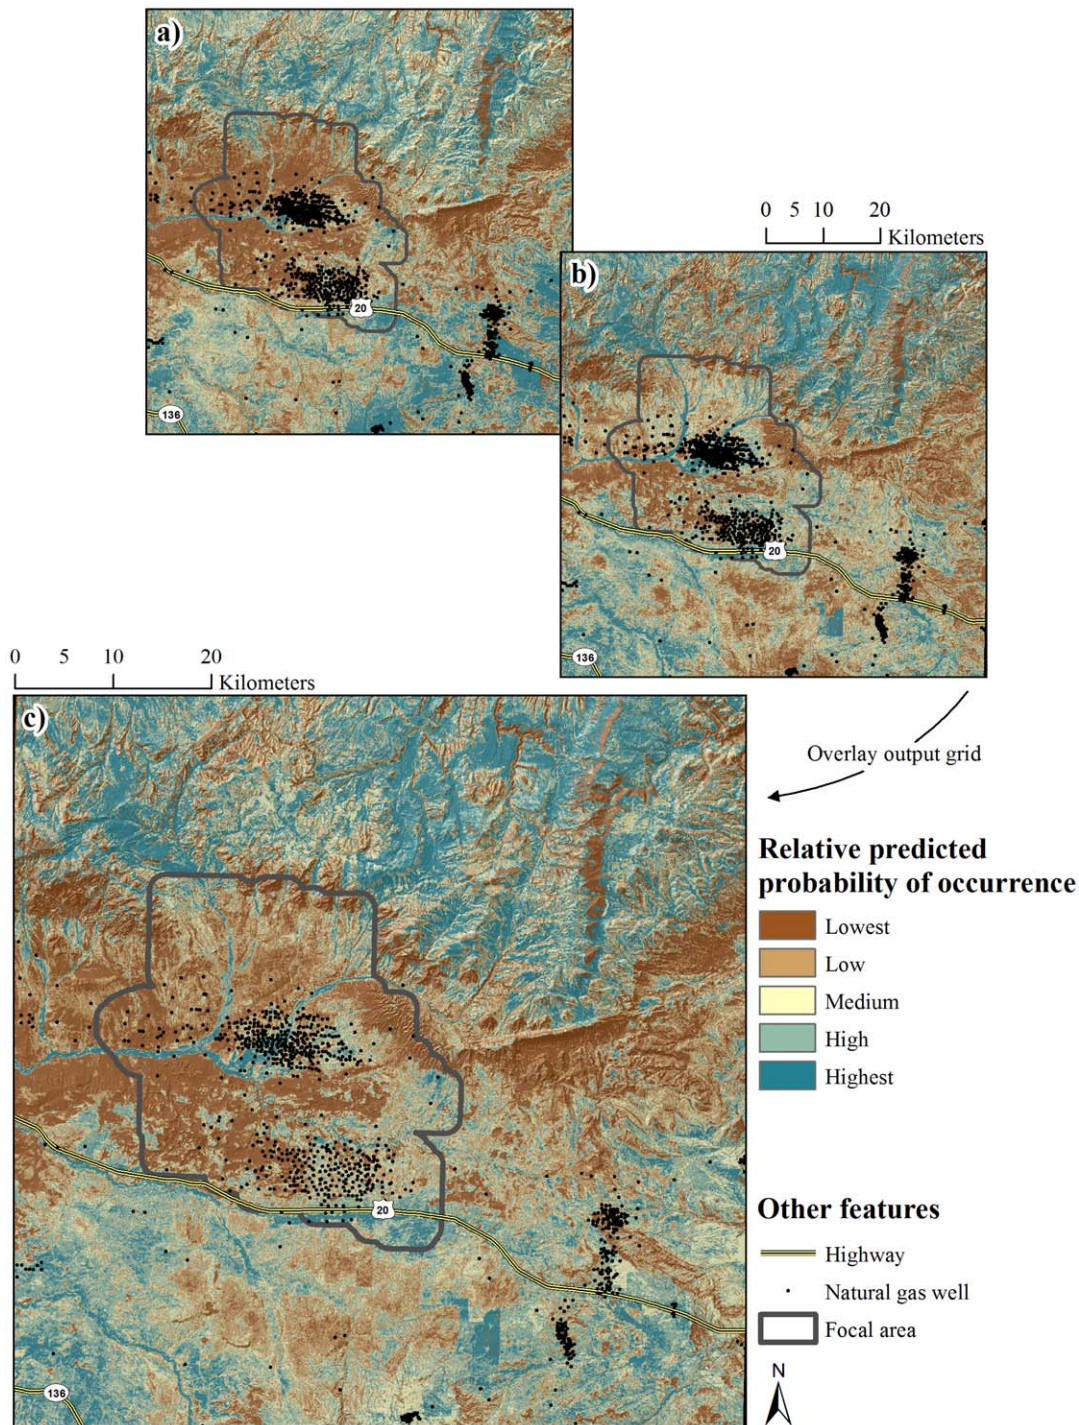 a)
20
136
0 5 10 20
Kilometers
b)
20
136
0 5 10 20
Kilometers
c)
20
136
Overlay output grid
Relative predicted
probability of occurrence
Lowest
Low
Medium
High
Highest
Other features
Highway
Natural gas well
Focal area
N